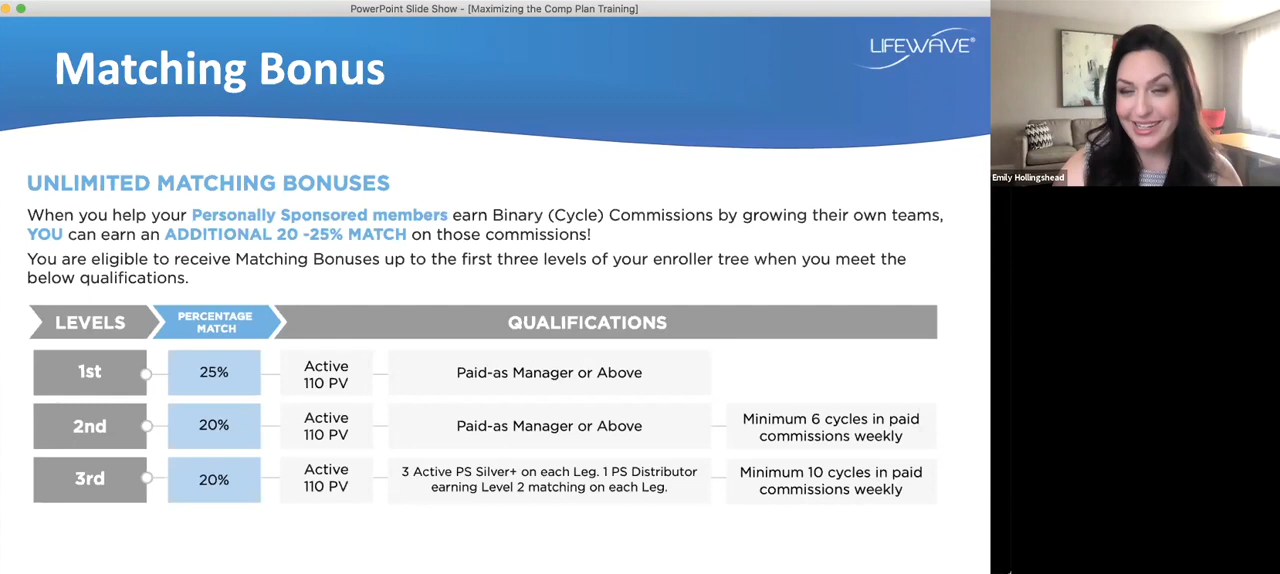 PowerPoint Slide Show - [Maximizing the Comp Plan Training]
Matching Bonus
LIFEWAVE®
Emily Hollingshead
UNLIMITED MATCHING BONUSES
When you help your Personally Sponsored members earn Binary (Cycle) Commissions by growing their own teams,
YOU can earn an ADDITIONAL 20 -25% MATCH on those commissions!
You are eligible to receive Matching Bonuses up to the first three levels of your enroller tree when you meet the
below qualifications.
LEVELS
PERCENTAGE
MATCH
QUALIFICATIONS
1st
25%
Active
110 PV
Paid-as Manager or Above
2nd
20%
Active
110 PV
Paid-as Manager or Above
Minimum 6 cycles in paid
commissions weekly
3rd
20%
Active
110 PV
3 Active PS Silver+ on each Leg. 1 PS Distributor
earning Level 2 matching on each Leg.
Minimum 10 cycles in paid
commissions weekly